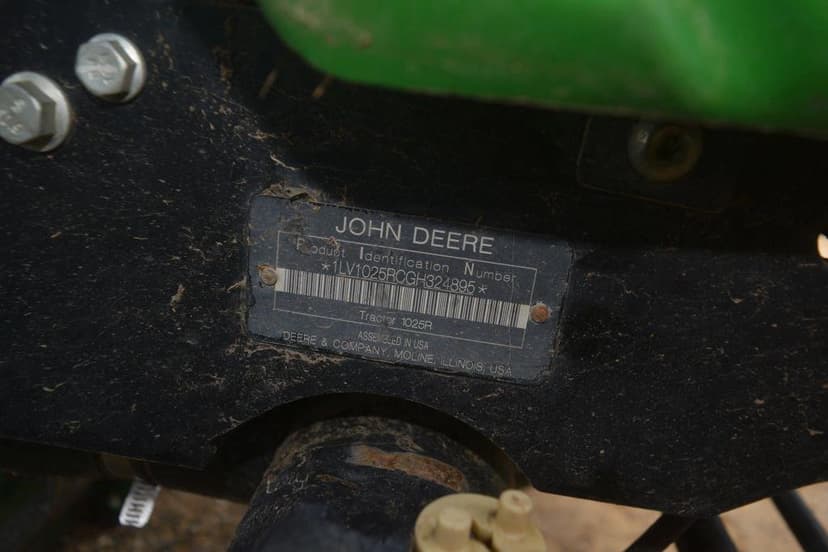 JOHN DEERE
Product Identification Number
*1LV1025RCGH324895*
Tractor 1025R
ASSEMBLED IN USA
DEERE & COMPANY, MOLINE, ILLINOIS, USA